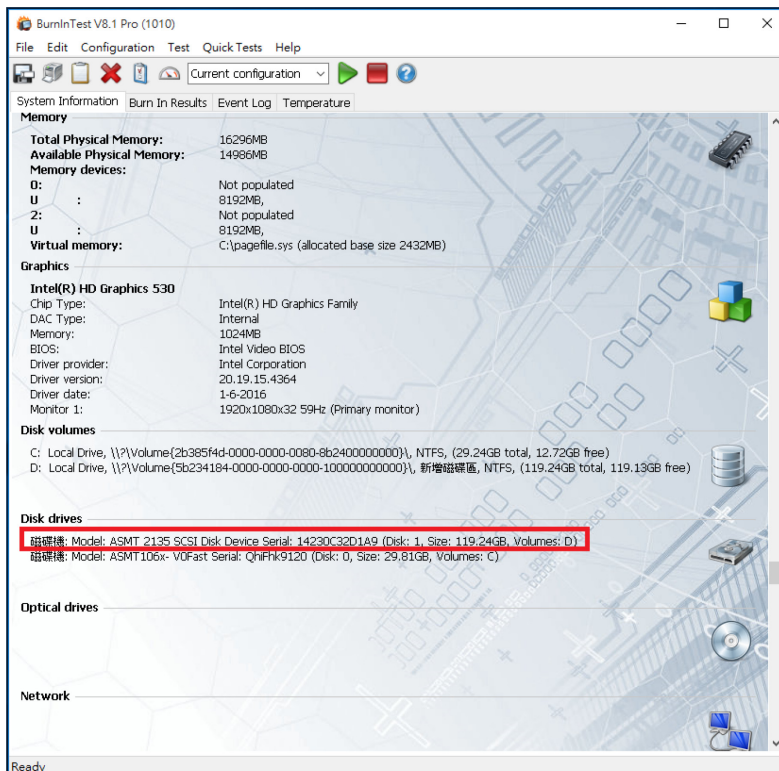 BurnInTest V8.1 Pro (1010)
File Edit Configuration Test Quick Tests Help
Current configuration
System Information Burn In Results Event Log Temperature
Memory
Total Physical Memory: 16296MB
Available Physical Memory: 14986MB
Memory devices:
0: Not populated
U : 8192MB,
2: Not populated
U : 8192MB,
Virtual memory: C:\pagefile.sys (allocated base size 2432MB)
Graphics
Intel(R) HD Graphics 530
Chip Type: Intel(R) HD Graphics Family
DAC Type: Internal
Memory: 1024MB
BIOS: Intel Video BIOS
Driver provider: Intel Corporation
Driver version: 20.19.15.4364
Driver date: 1-6-2016
Monitor 1: 1920x1080x32 59Hz (Primary monitor)
Disk volumes
C: Local Drive, \\?\Volume{2b385f4d-0000-0000-0080-8b2400000000}\, NTFS, (29.24GB total, 12.72GB free)
D: Local Drive, \\?\Volume{5b234184-0000-0000-0000-100000000000}\, 新增磁碟區, NTFS, (119.24GB total, 119.13GB free)
Disk drives
磁碟機: Model: ASMT 2135 SCSI Disk Device Serial: 14230C32D1A9 (Disk: 1, Size: 119.24GB, Volumes: D)
磁碟機: Model: ASMT106x- V0Fast Serial: QhiFhk9120 (Disk: 0, Size: 29.81GB, Volumes: C)
Optical drives
Network
Ready